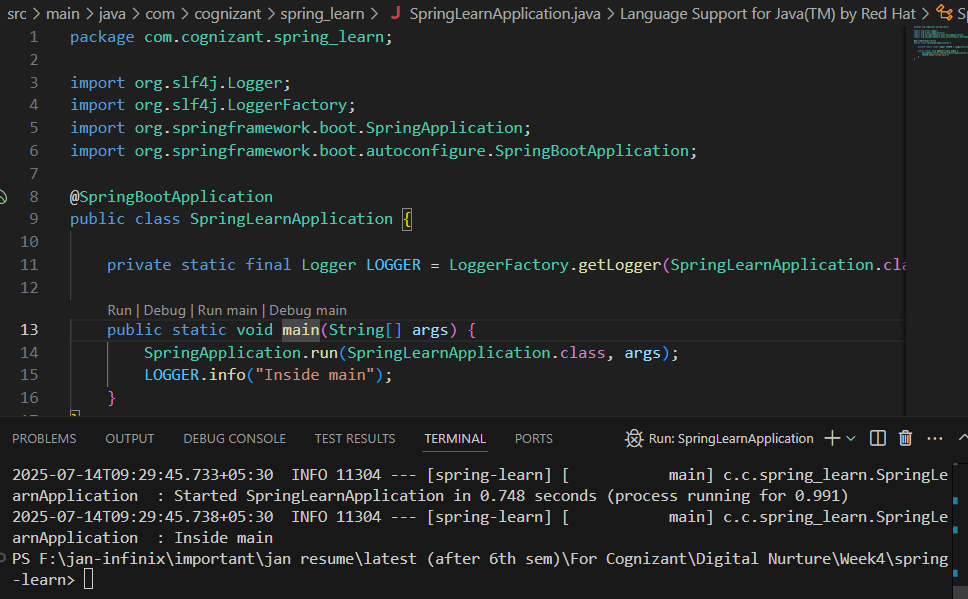 src > main > java > com > cognizant > spring_learn > J SpringLearnApplication.java > Language Support for Java(TM) by Red Hat > Sp
1 package com.cognizant.spring_learn;
2
3 import org.slf4j.Logger;
4 import org.slf4j.LoggerFactory;
5 import org.springframework.boot.SpringApplication;
6 import org.springframework.boot.autoconfigure.SpringBootApplication;
7
8 @SpringBootApplication
9 public class SpringLearnApplication {
10
11 private static final Logger LOGGER = LoggerFactory.getLogger(SpringLearnApplication.cla
12
Run | Debug | Run main | Debug main
13 public static void main(String[] args) {
14 SpringApplication.run(SpringLearnApplication.class, args);
15 LOGGER.info("Inside main");
16 }
PROBLEMS OUTPUT DEBUG CONSOLE TEST RESULTS TERMINAL PORTS Run: SpringLearnApplication
2025-07-14T09:29:45.733+05:30  INFO 11304 --- [spring-learn] [           main] c.c.spring_learn.SpringLe
arnApplication  : Started SpringLearnApplication in 0.748 seconds (process running for 0.991)
2025-07-14T09:29:45.738+05:30  INFO 11304 --- [spring-learn] [           main] c.c.spring_learn.SpringLe
arnApplication  : Inside main
PS F:\jan-infinix\important\jan resume\latest (after 6th sem)\For Cognizant\Digital Nurture\Week4\spring
-learn>